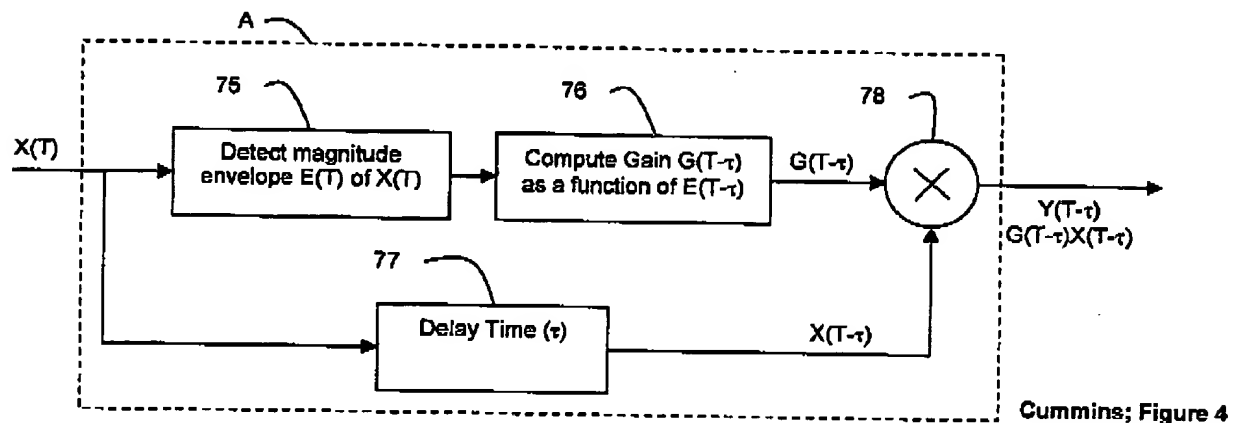 A
75
76
78
X(T)
Detect magnitude
envelope E(T) of X(T)
Compute Gain G(T-τ)
as a function of E(T-τ)
G(T-τ)
Y(T-τ)
G(T-τ)X(T-τ)
77
Delay Time (τ)
X(T-τ)
Cummins; Figure 4